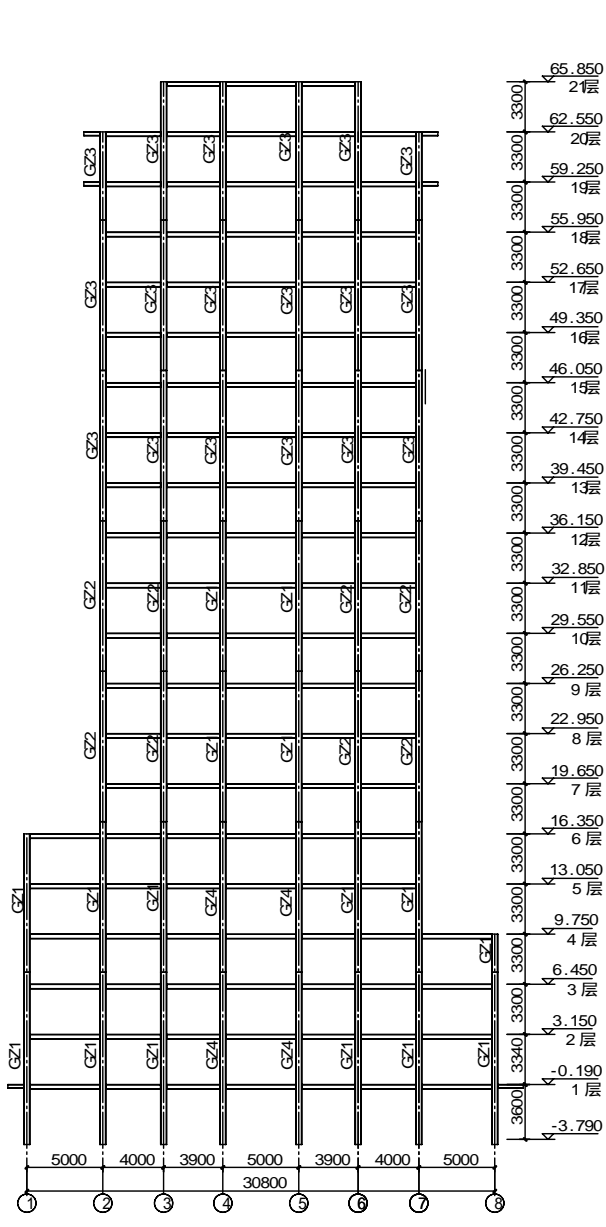 65.850
21层
3300
62.550
20层
GZ3 GZ3 GZ3 GZ3 GZ3 GZ3
3300
59.250
19层
3300
55.950
18层
3300
52.650
17层
GZ3 GZ3 GZ3 GZ3 GZ3 GZ3
3300
49.350
16层
3300
46.050
15层
3300
42.750
14层
GZ3 GZ3 GZ3 GZ3 GZ3 GZ3
3300
39.450
13层
3300
36.150
12层
3300
32.850
11层
GZ2 GZ2 GZ1 GZ1 GZ2 GZ2
3300
29.550
10层
3300
26.250
9 层
3300
22.950
8 层
GZ2 GZ2 GZ1 GZ1 GZ2 GZ2
3300
19.650
7 层
3300
16.350
6 层
3300
13.050
5 层
GZ1 GZ1 GZ1 GZ4 GZ4 GZ1 GZ1
3300
9.750
4 层
GZ1
3300
6.450
3 层
3300
3.150
2 层
GZ1 GZ1 GZ1 GZ4 GZ4 GZ1 GZ1 GZ1
3340
-0.190
1 层
3600
-3.790
5000 4000 3900 5000 3900 4000 5000
30800
1 2 3 4 5 6 7 8